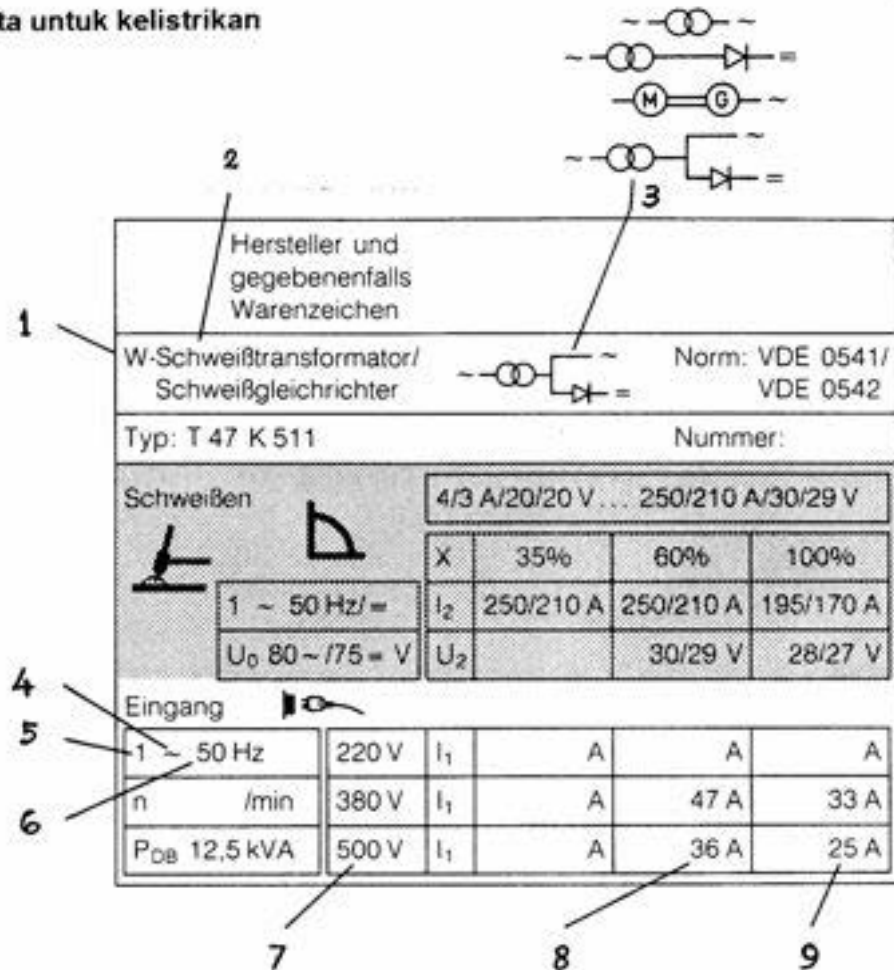 ta untuk kelistrikan
~ ~
~ =
M G ~
~ ~
=
2
3
Hersteller und
gegebenenfalls
Warenzeichen
1
W-Schweißtransformator/
Schweißgleichrichter
~ ~
=
Norm: VDE 0541/
VDE 0542
Typ: T 47 K 511 Nummer:
Schweißen
4/3 A/20/20 V... 250/210 A/30/29 V
X 35% 60% 100%
1 ~ 50 Hz/= I₂ 250/210 A 250/210 A 195/170 A
U₀ 80~/75= V U₂ 30/29 V 28/27 V
4
Eingang
5
1 ~ 50 Hz 220 V I₁ A A A
n /min 380 V I₁ A 47 A 33 A
6
P_DB 12,5 kVA 500 V I₁ A 36 A 25 A
7 8 9